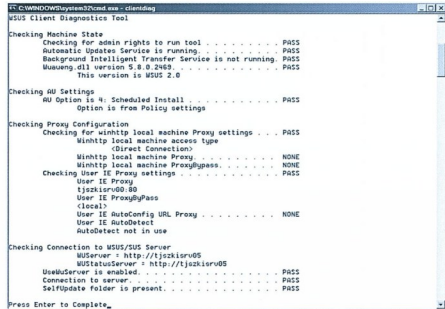 C:\WINDOWS\system32\cmd.exe - clientdiag
WSUS Client Diagnostics Tool
Checking Machine State
Checking for admin rights to run tool . . . . . . . . . PASS
Automatic Updates Service is running. . . . . . . . . . PASS
Background Intelligent Transfer Service is not running. PASS
Wuaueng.dll version 5.8.0.2469. . . . . . . . . . . . . PASS
This version is WSUS 2.0
Checking AU Settings
AU Option is 4: Scheduled Install . . . . . . . . . . . PASS
Option is from Policy settings
Checking Proxy Configuration
Checking for winhttp local machine Proxy settings . . . PASS
Winhttp local machine access type
<Direct Connection>
Winhttp local machine Proxy. . . . . . . . . . NONE
Winhttp local machine ProxyBypass. . . . . . . NONE
Checking User IE Proxy settings . . . . . . . . . . . . PASS
User IE Proxy
tjszkisrv00:80
User IE ProxyByPass
<local>
User IE AutoConfig URL Proxy . . . . . . . . . NONE
User IE AutoDetect
AutoDetect not in use
Checking Connection to WSUS/SUS Server
WUServer = http://tjszkisrv05
WUStatusServer = http://tjszkisrv05
UseWuServer is enabled. . . . . . . . . . . . . . . . . PASS
Connection to server. . . . . . . . . . . . . . . . . . PASS
SelfUpdate folder is present. . . . . . . . . . . . . . PASS
Press Enter to Complete_